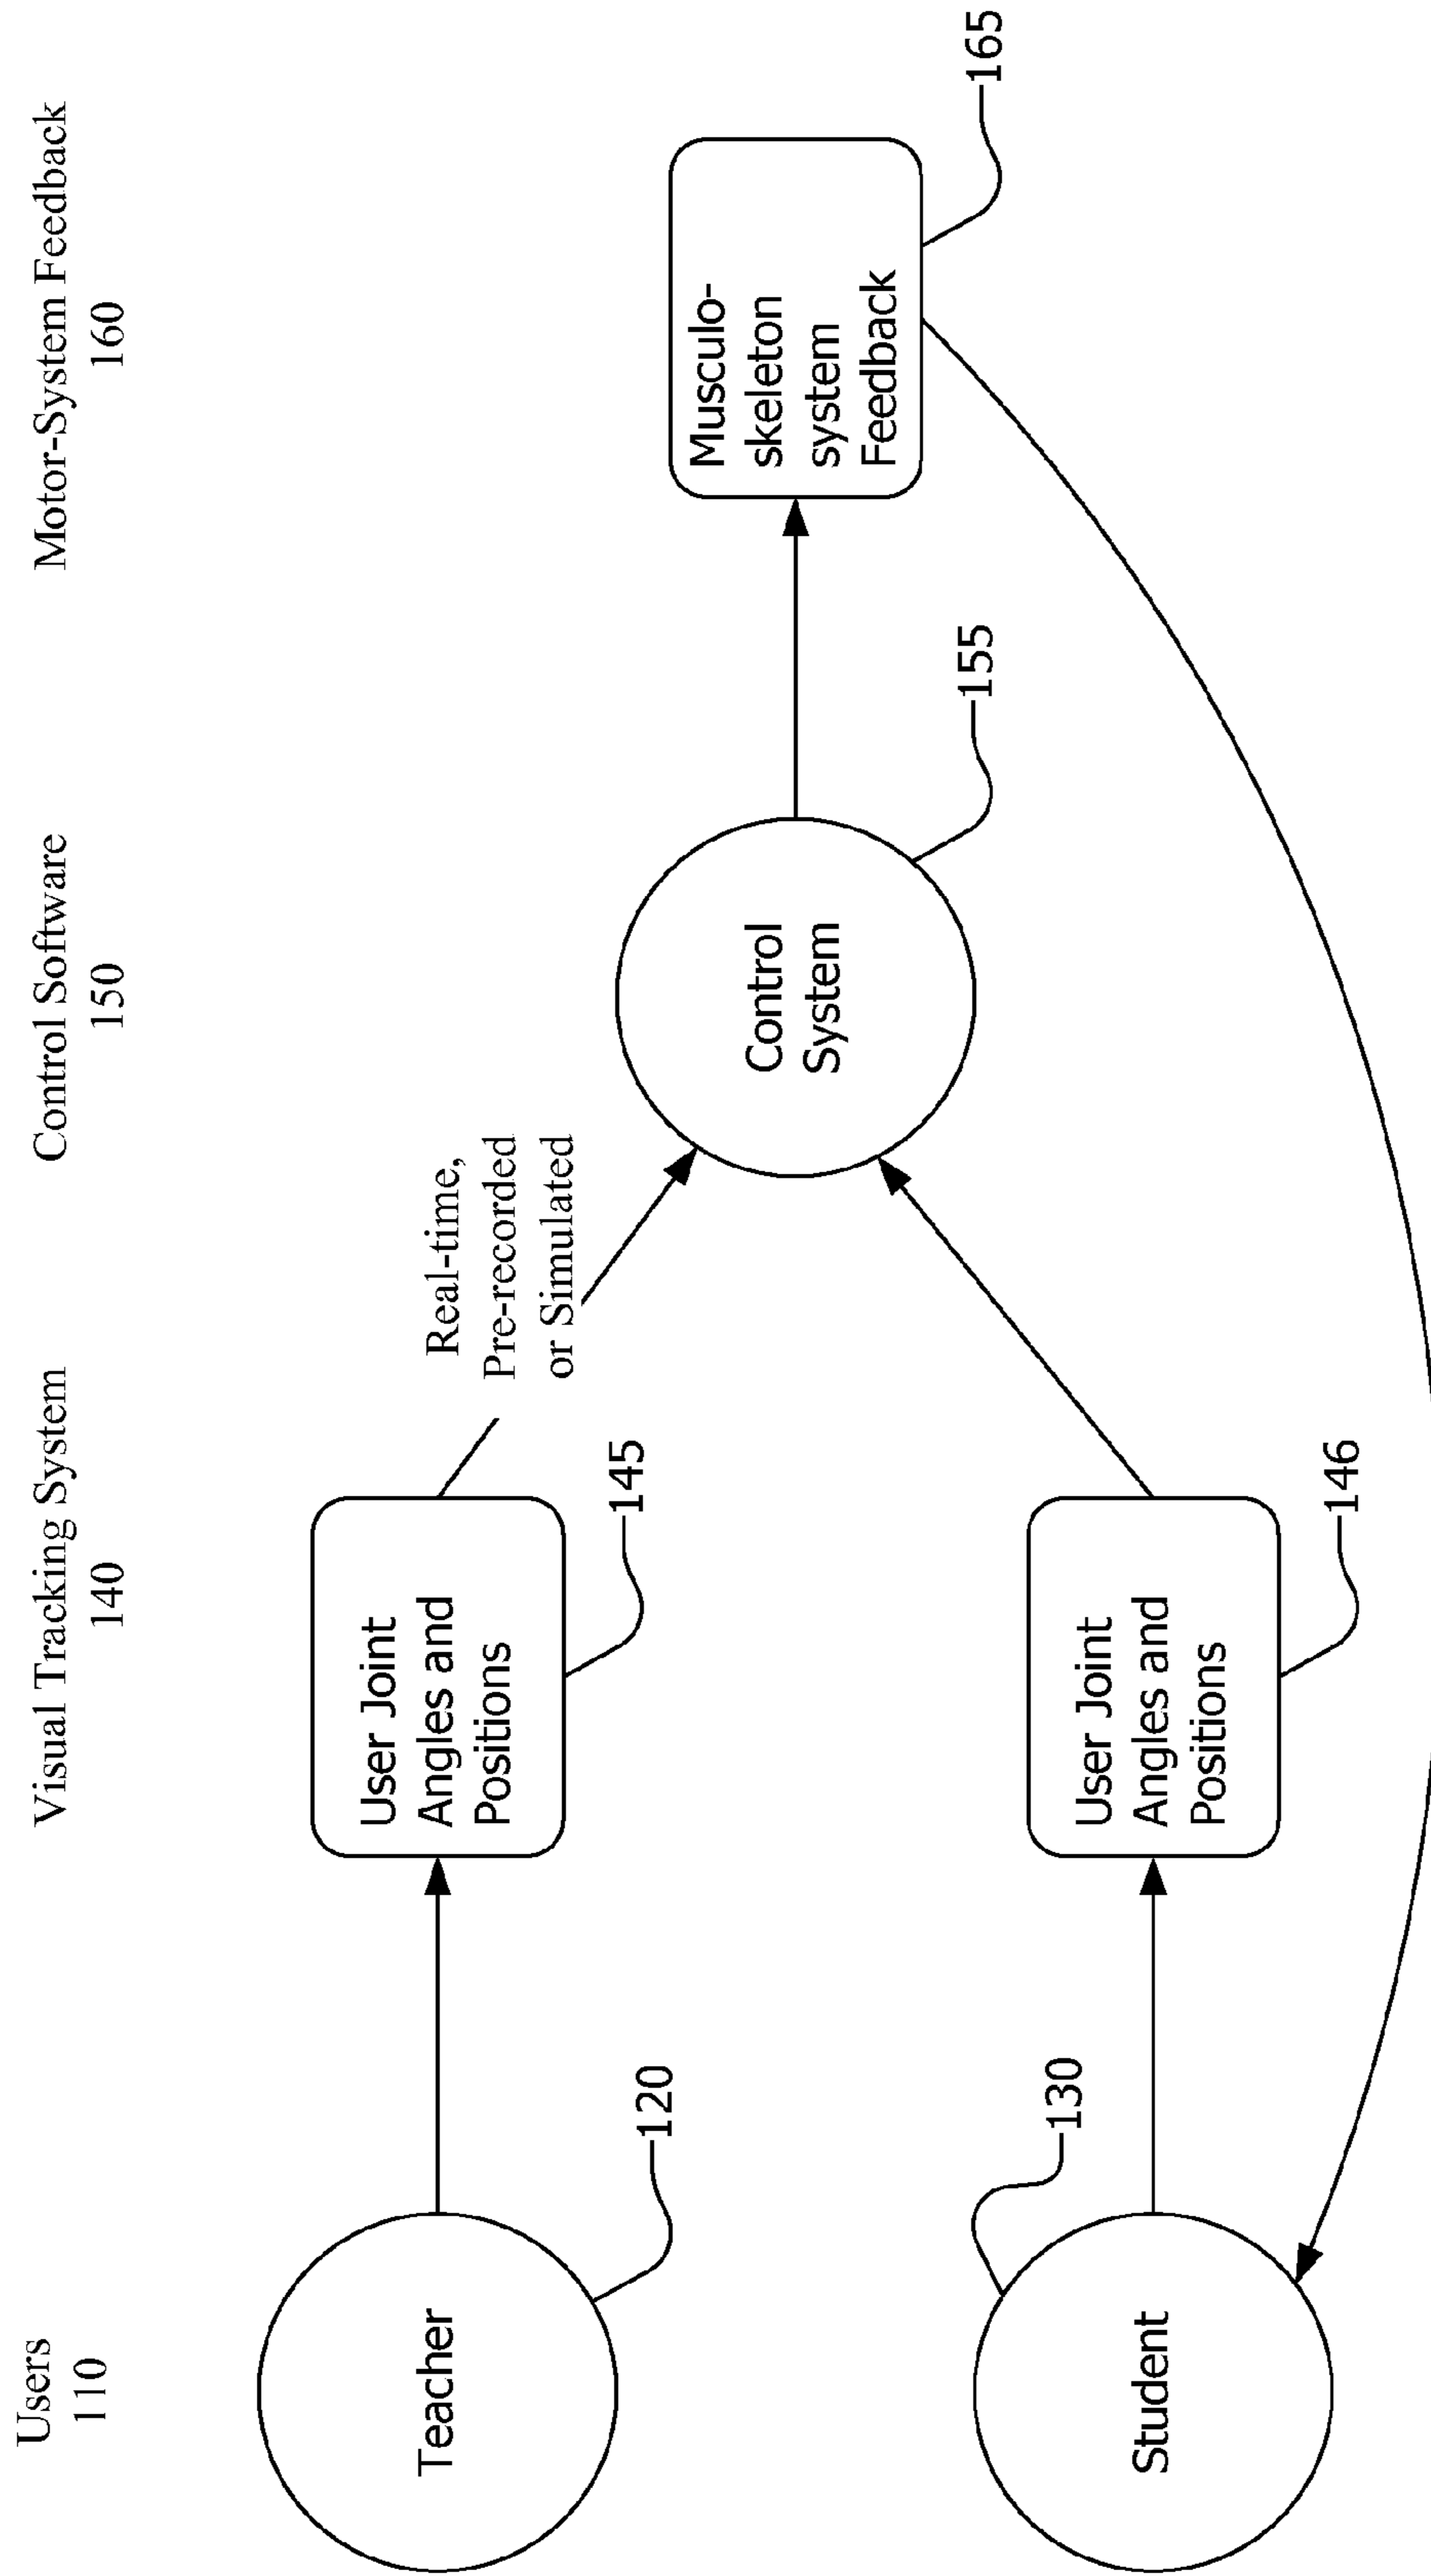 Users
110
Visual Tracking System
140
Control Software
150
Motor-System Feedback
160
Teacher
120
User Joint
Angles and
Positions
145
Real-time,
Pre-recorded
or Simulated
Control
System
155
Musculo-
skeleton
system
Feedback
165
Student
130
User Joint
Angles and
Positions
146